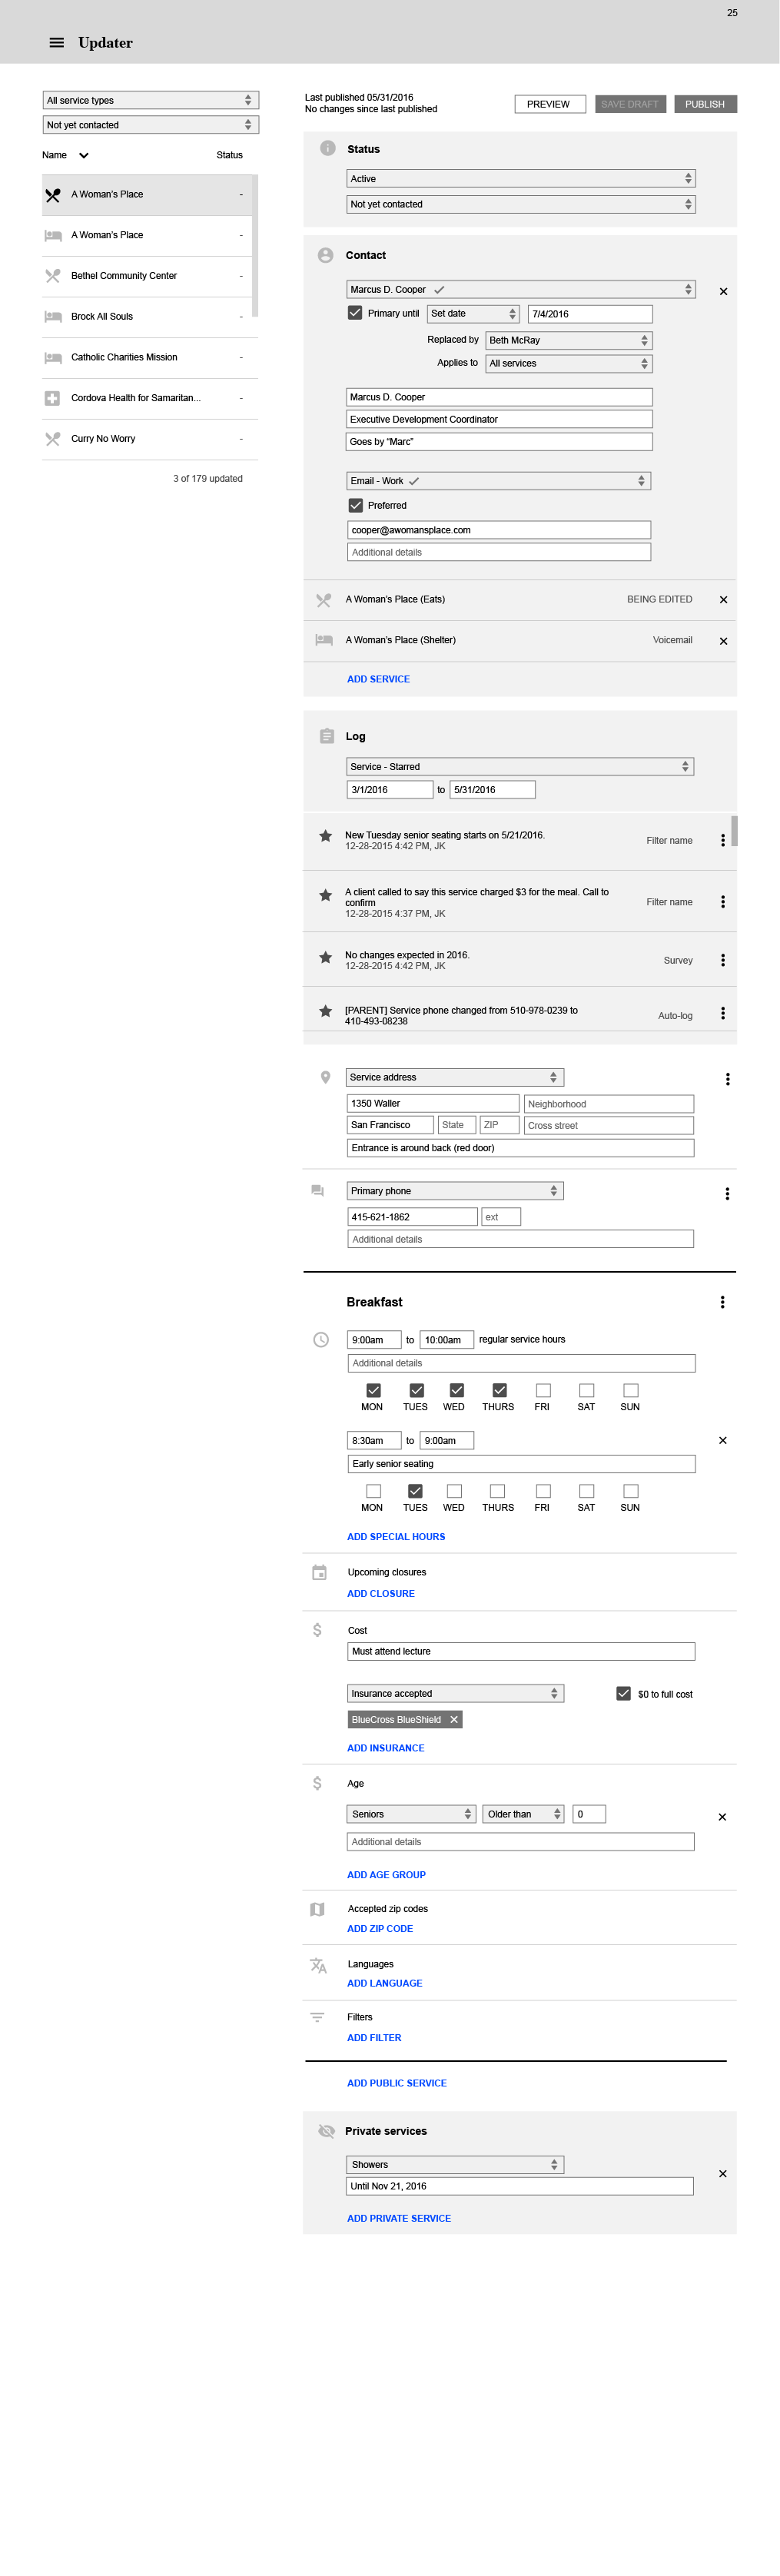 25
Updater
All service types
Not yet contacted
Name Status
A Woman's Place -
A Woman's Place -
Bethel Community Center -
Brock All Souls -
Catholic Charities Mission -
Cordova Health for Samaritan... -
Curry No Worry -
3 of 179 updated
Last published 05/31/2016
No changes since last published
PREVIEW SAVE DRAFT PUBLISH
Status
Active
Not yet contacted
Contact
Marcus D. Cooper
Primary until Set date 7/4/2016
Replaced by Beth McRay
Applies to All services
Marcus D. Cooper
Executive Development Coordinator
Goes by “Marc”
Email - Work
Preferred
cooper@awomansplace.com
Additional details
A Woman's Place (Eats) BEING EDITED
A Woman's Place (Shelter) Voicemail
ADD SERVICE
Log
Service - Starred
3/1/2016 to 5/31/2016
New Tuesday senior seating starts on 5/21/2016.
12-28-2015 4:42 PM, JK
Filter name
A client called to say this service charged $3 for the meal. Call to
confirm
12-28-2015 4:37 PM, JK
Filter name
No changes expected in 2016.
12-28-2015 4:42 PM, JK
Survey
[PARENT] Service phone changed from 510-978-0239 to
410-493-08238
Auto-log
Service address
1350 Waller Neighborhood
San Francisco State ZIP Cross street
Entrance is around back (red door)
Primary phone
415-621-1862 ext
Additional details
Breakfast
9:00am to 10:00am regular service hours
Additional details
MON TUES WED THURS FRI SAT SUN
8:30am to 9:00am
Early senior seating
MON TUES WED THURS FRI SAT SUN
ADD SPECIAL HOURS
Upcoming closures
ADD CLOSURE
Cost
Must attend lecture
Insurance accepted $0 to full cost
BlueCross BlueShield
ADD INSURANCE
Age
Seniors Older than 0
Additional details
ADD AGE GROUP
Accepted zip codes
ADD ZIP CODE
Languages
ADD LANGUAGE
Filters
ADD FILTER
ADD PUBLIC SERVICE
Private services
Showers
Until Nov 21, 2016
ADD PRIVATE SERVICE